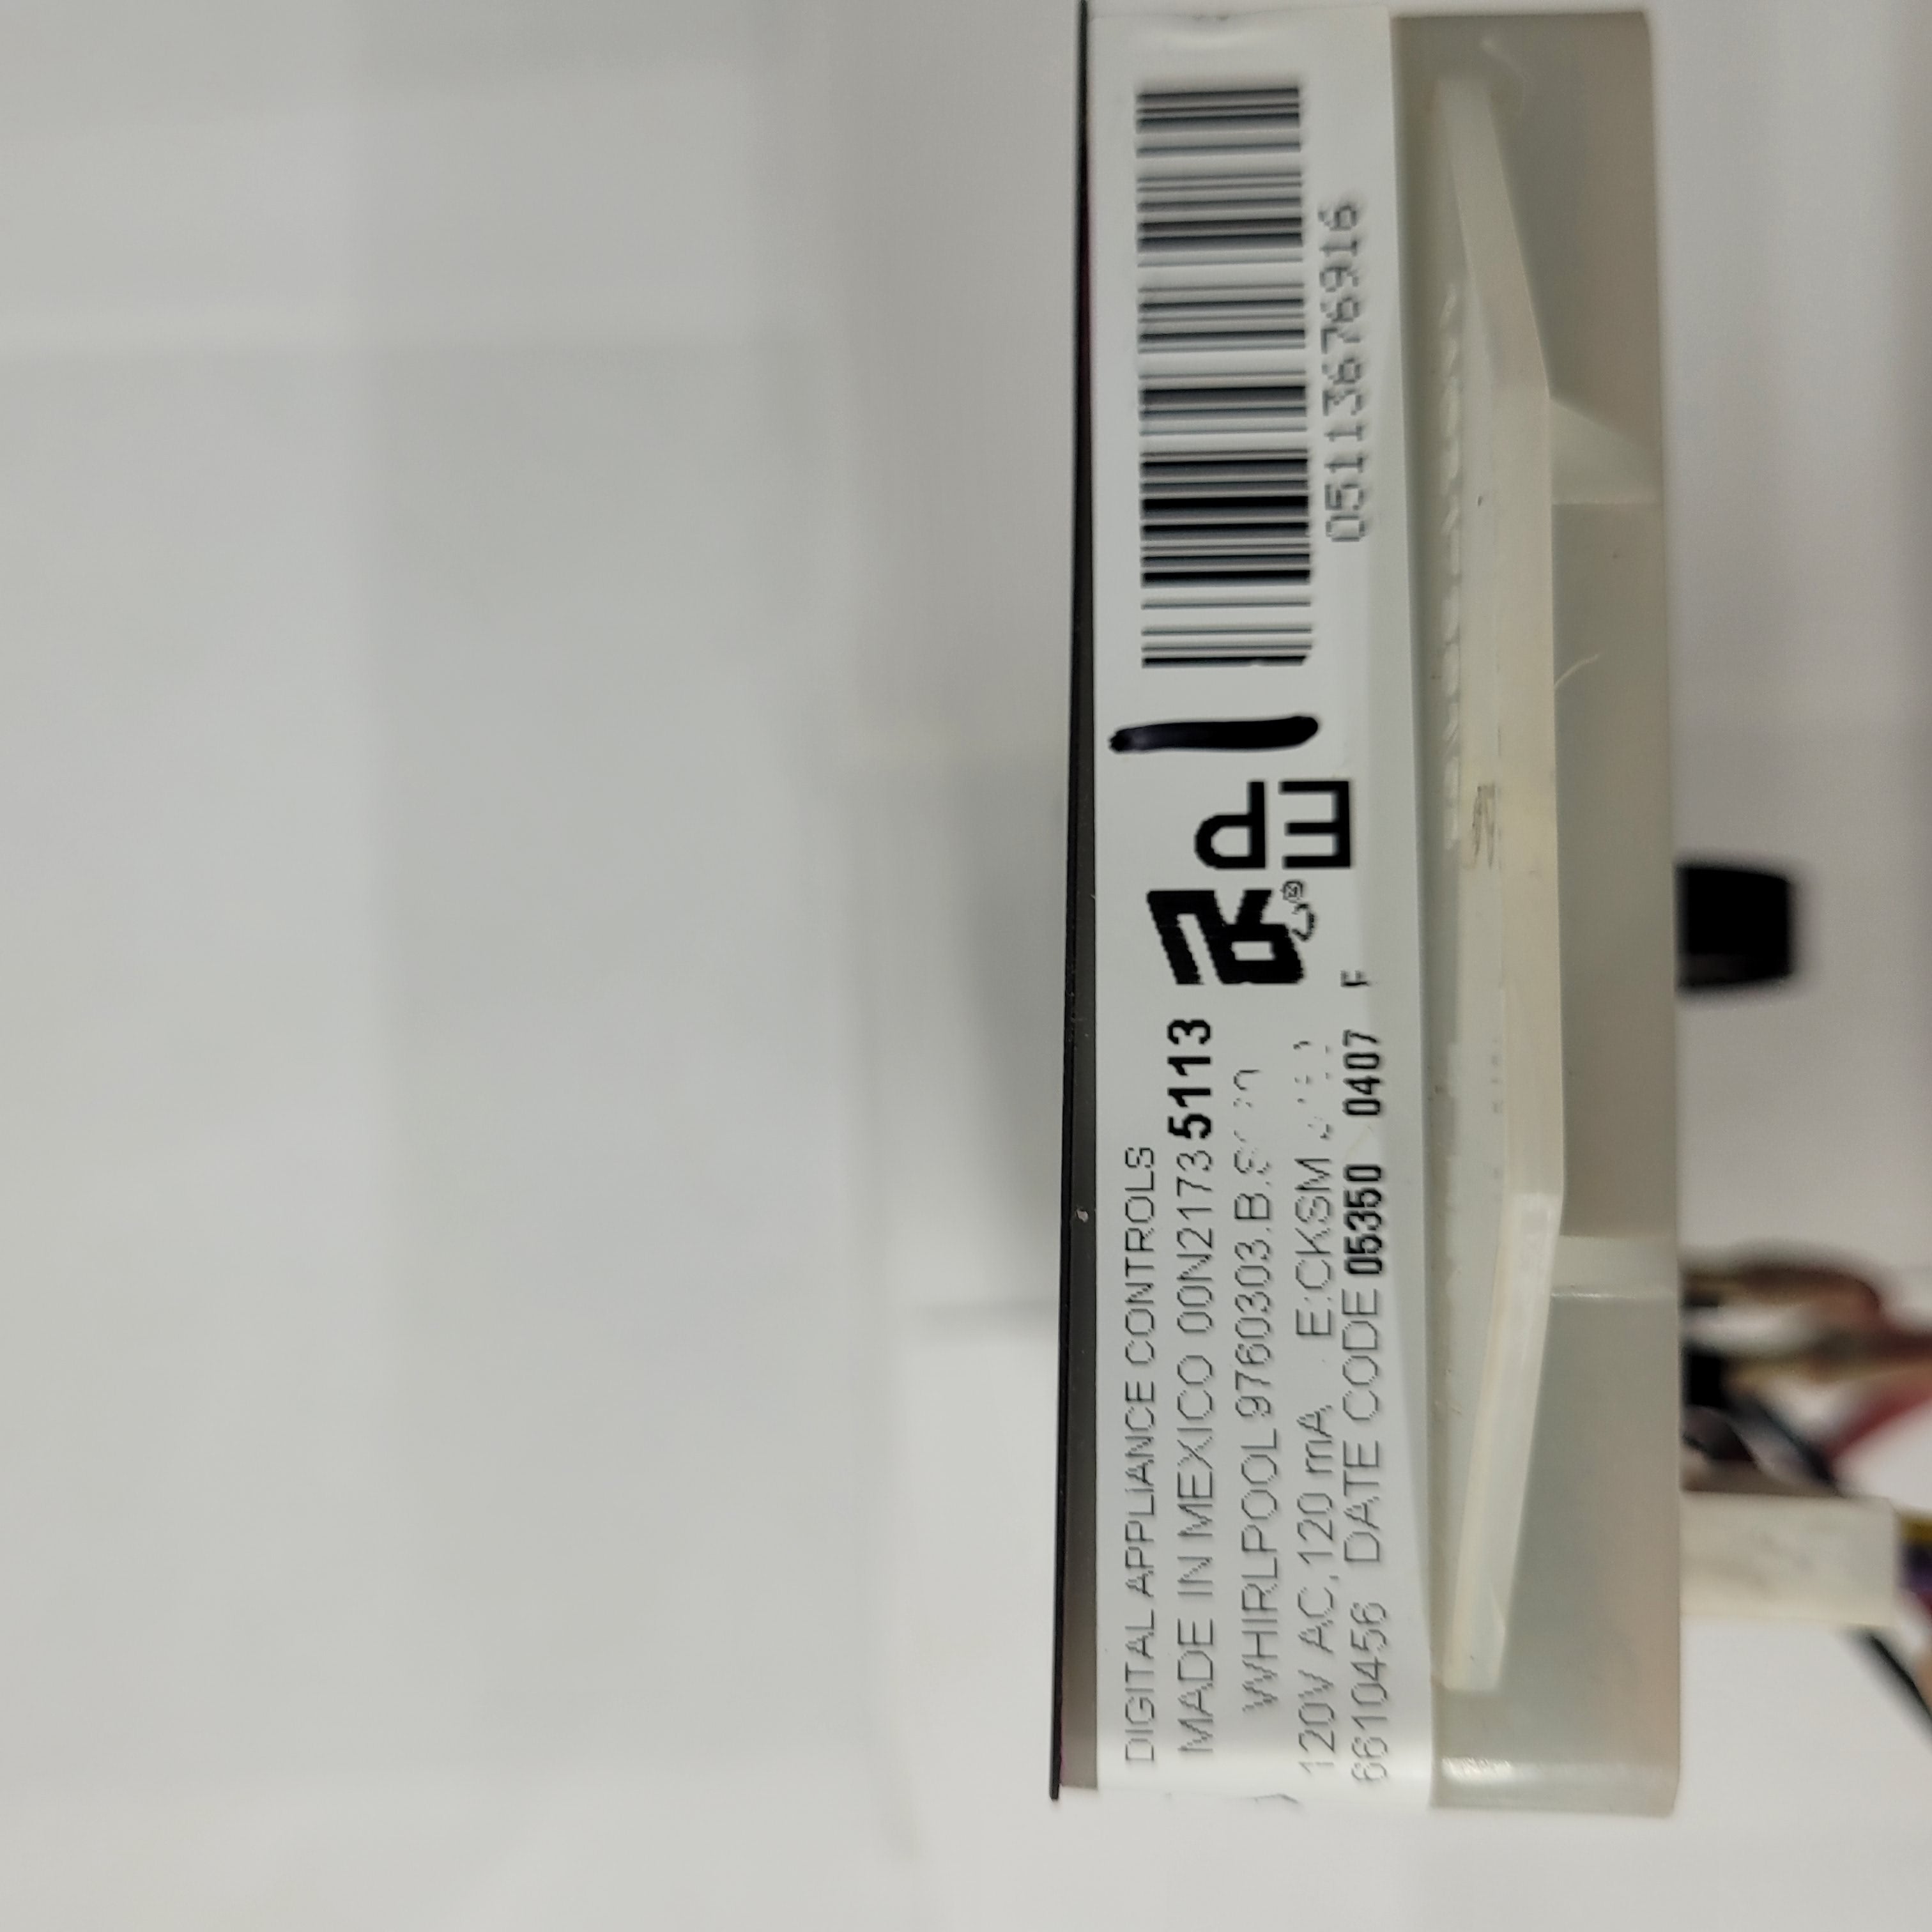 DIGITAL APPLIANCE CONTROLS
MADE IN MEXICO 00N2173 5113
WHIRLPOOL 9760303.B.
120V AC, 120 mA E:CKSM
6610456 DATE CODE 05350 0407 F
PE
05113676916